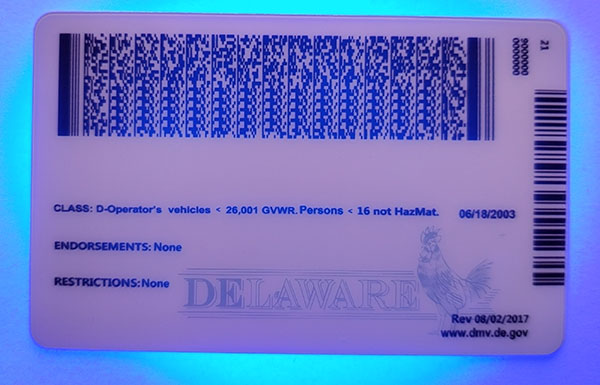 21
9000000
000000
CLASS: D-Operator's vehicles < 26,001 GVWR. Persons < 16 not HazMat. 06/18/2003
ENDORSEMENTS: None
RESTRICTIONS: None
DELAWARE
Rev 08/02/2017
www.dmv.de.gov